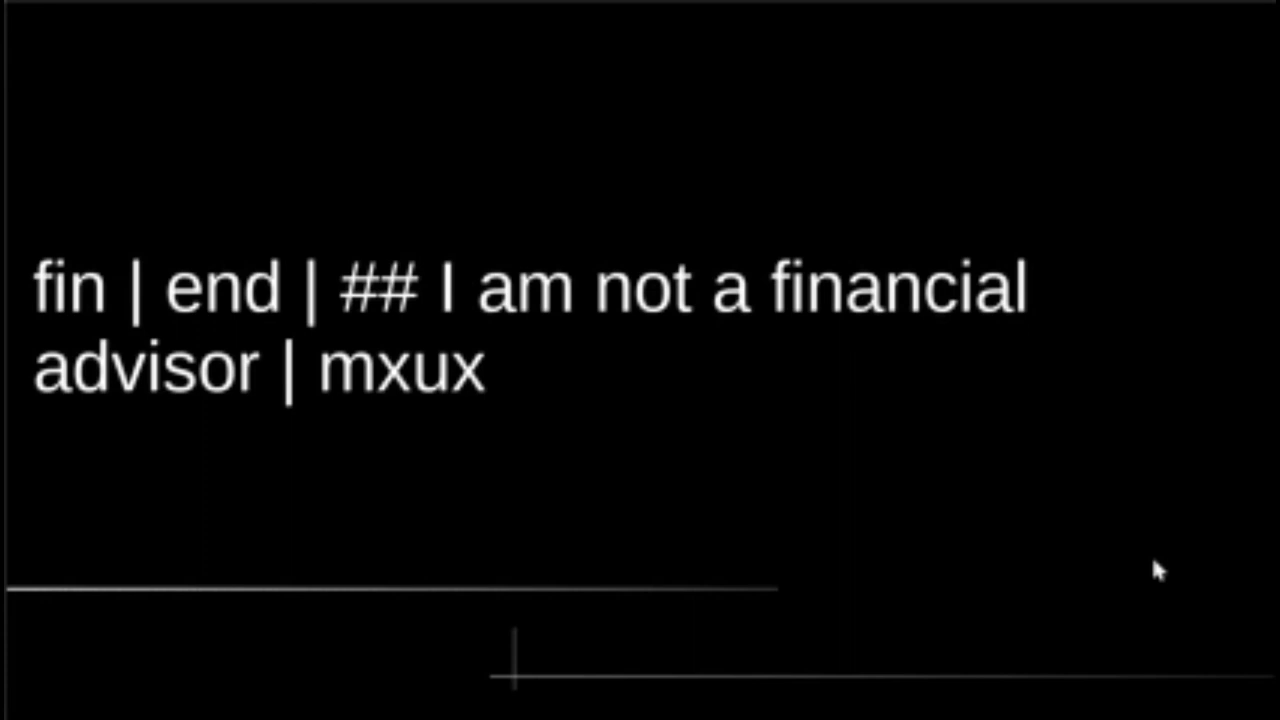 fin | end | ## I am not a financial
advisor | mxux